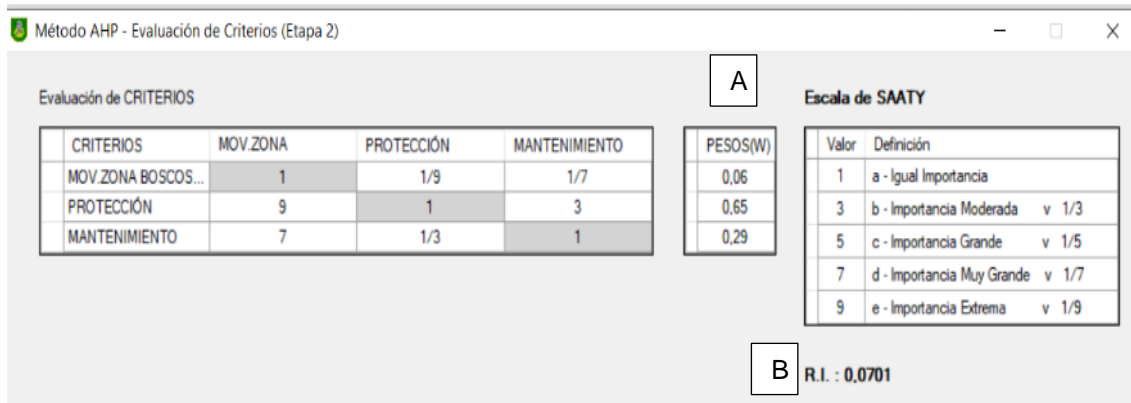 Método AHP - Evaluación de Criterios (Etapa 2)
A
Evaluación de CRITERIOS
Escala de SAATY
CRITERIOS MOV.ZONA PROTECCIÓN MANTENIMIENTO
MOV.ZONA BOSCOS... 1 1/9 1/7
PROTECCIÓN 9 1 3
MANTENIMIENTO 7 1/3 1
PESOS(W)
0,06
0,65
0,29
Valor Definición
1 a - Igual Importancia
3 b - Importancia Moderada v 1/3
5 c - Importancia Grande v 1/5
7 d - Importancia Muy Grande v 1/7
9 e - Importancia Extrema v 1/9
B
R.I. : 0,0701